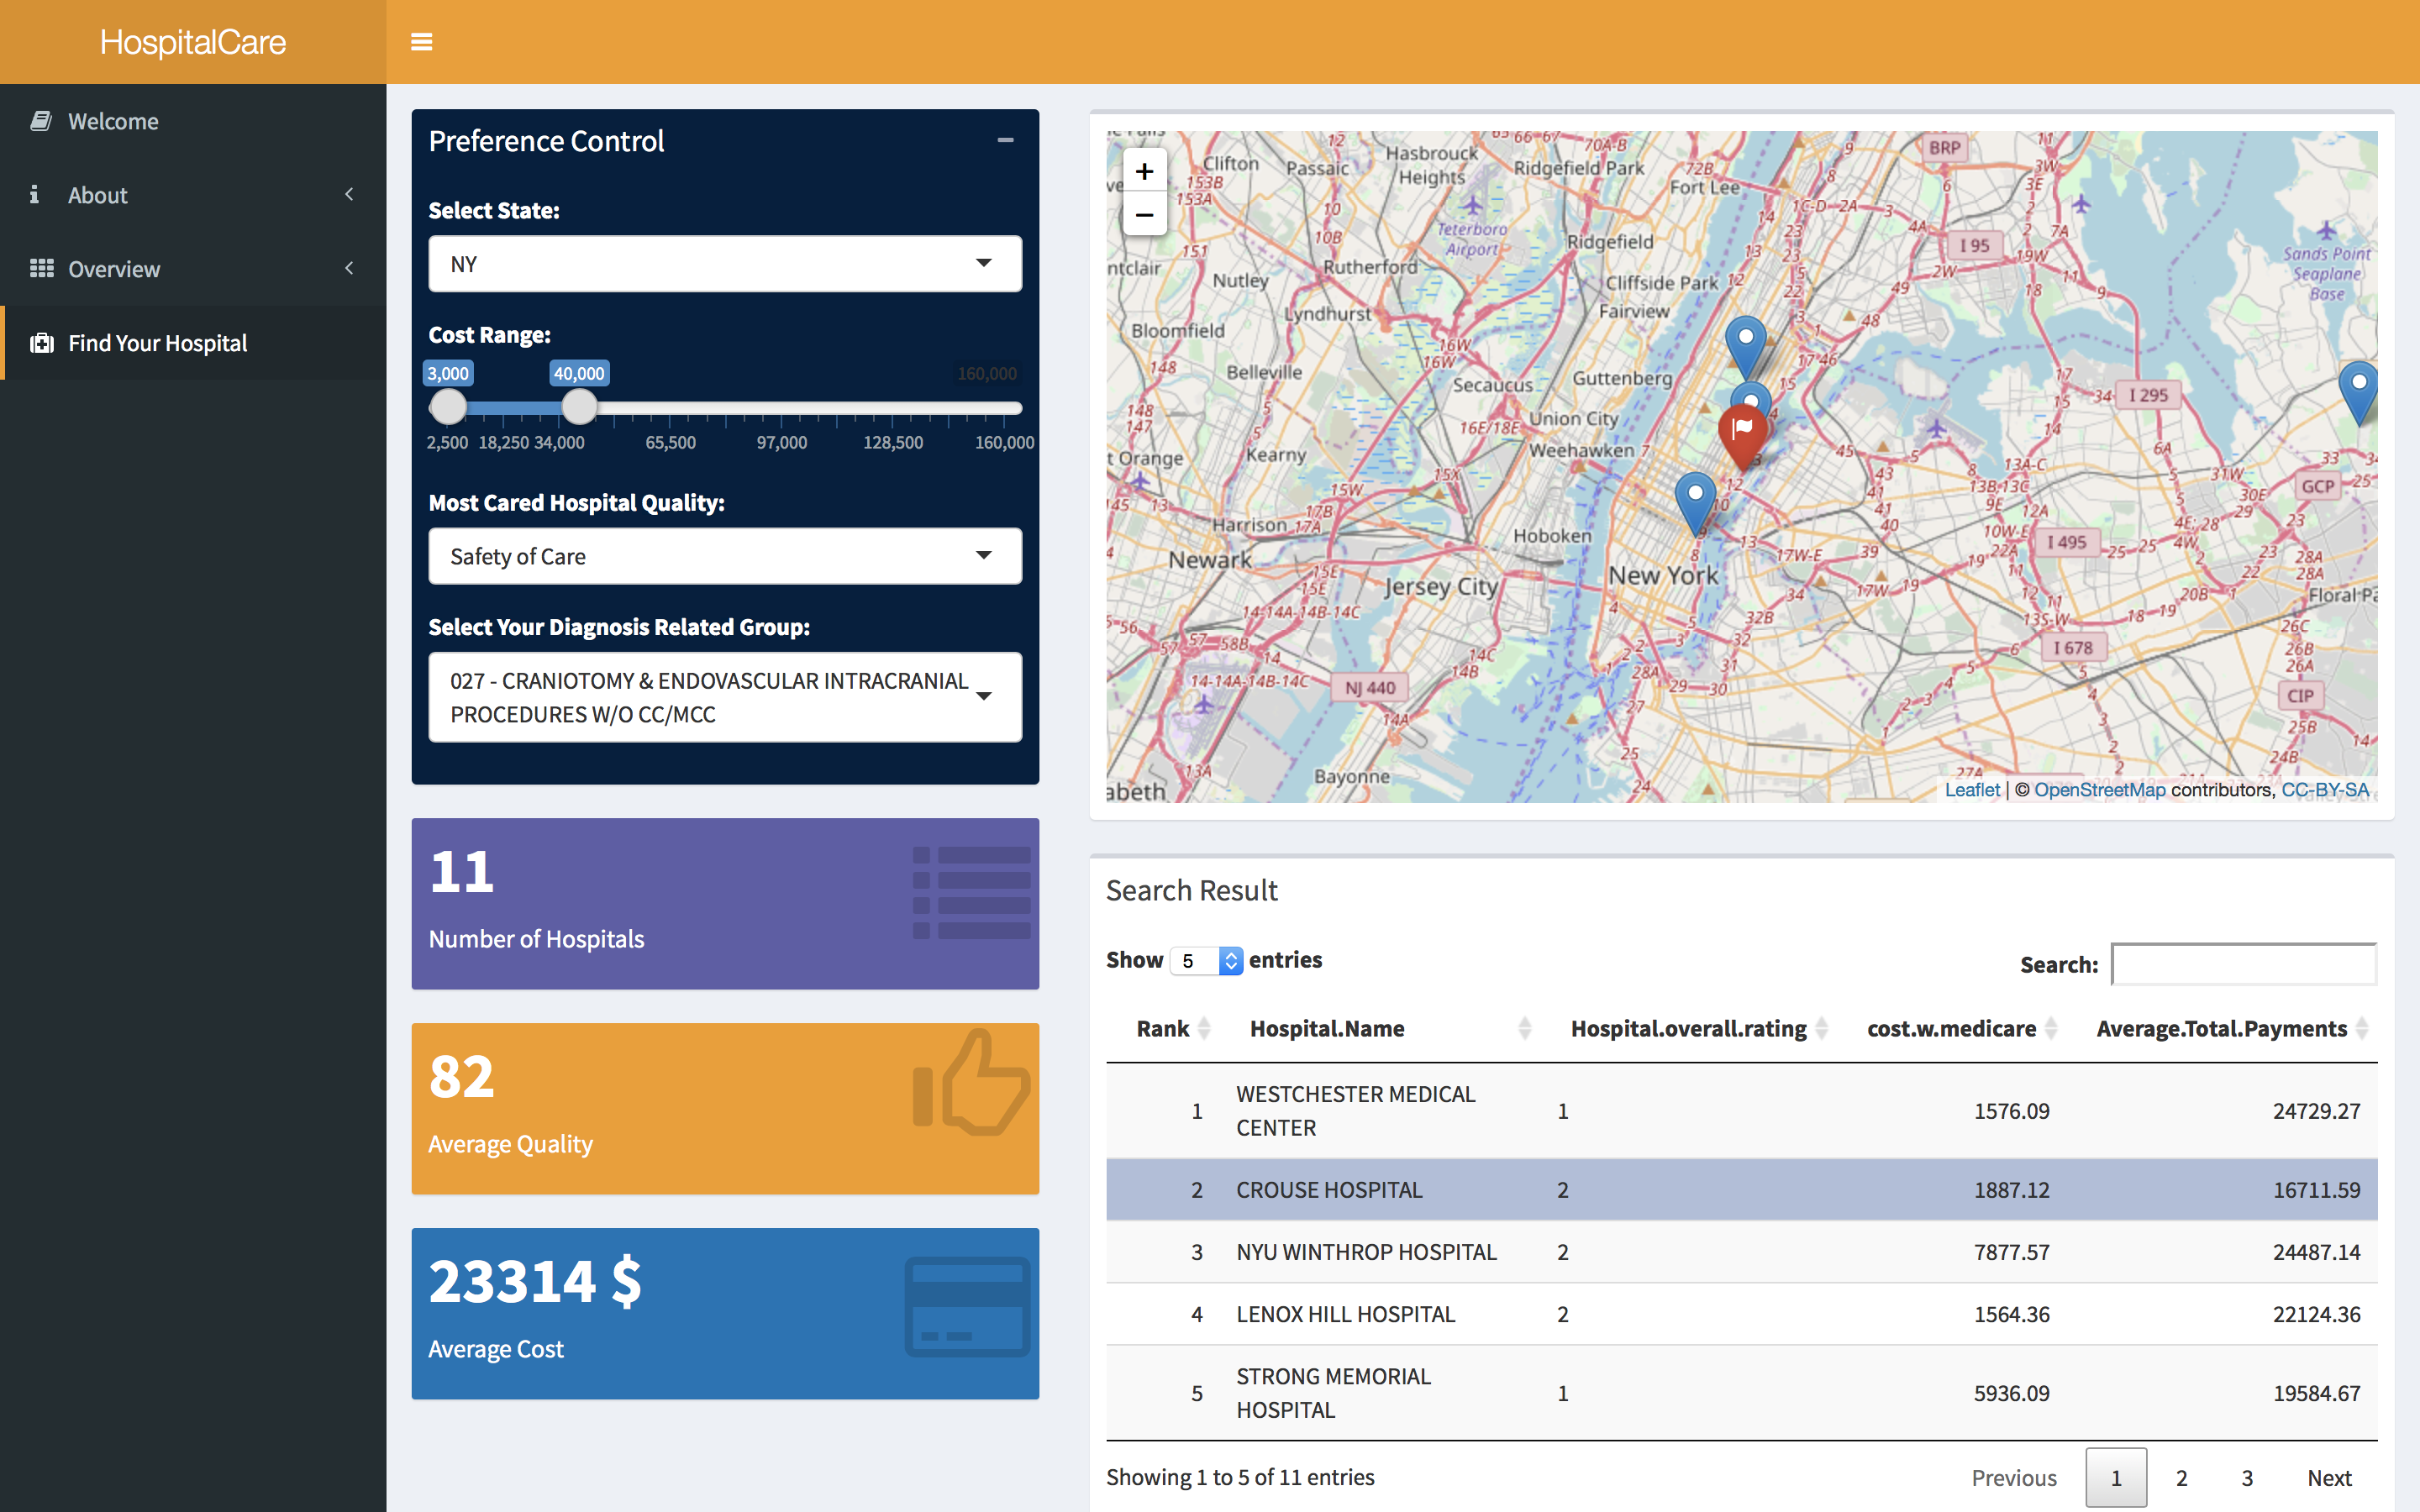 HospitalCare
Welcome
About
Overview
Find Your Hospital
Preference Control
Select State:
NY
Cost Range:
3,000
40,000
160,000
2,500 18,250 34,000 65,500 97,000 128,500 160,000
Most Cared Hospital Quality:
Safety of Care
Select Your Diagnosis Related Group:
027 - CRANIOTOMY & ENDOVASCULAR INTRACRANIAL
PROCEDURES W/O CC/MCC
11
Number of Hospitals
82
Average Quality
23314 $
Average Cost
+
−
Clifton
Passaic
Hasbrouck
Heights
Ridgefield Park
Fort Lee
BRP
Teterboro
Airport
Ridgefield
I 95
Sands Point
Seaplane
Base
Nutley
Rutherford
Cliffside Park
Fairview
Lyndhurst
Bloomfield
Belleville
Secaucus
Guttenberg
Union City
I 295
Weehawken
Kearny
Harrison
Hoboken
GCP
Newark
Jersey City
New York
I 495
I 678
NJ 440
CIP
Bayonne
Leaflet | © OpenStreetMap contributors, CC-BY-SA
Search Result
Show 5 entries
Search:
Rank Hospital.Name Hospital.overall.rating cost.w.medicare Average.Total.Payments
1 WESTCHESTER MEDICAL
CENTER 1 1576.09 24729.27
2 CROUSE HOSPITAL 2 1887.12 16711.59
3 NYU WINTHROP HOSPITAL 2 7877.57 24487.14
4 LENOX HILL HOSPITAL 2 1564.36 22124.36
5 STRONG MEMORIAL
HOSPITAL 1 5936.09 19584.67
Showing 1 to 5 of 11 entries
Previous 1 2 3 Next